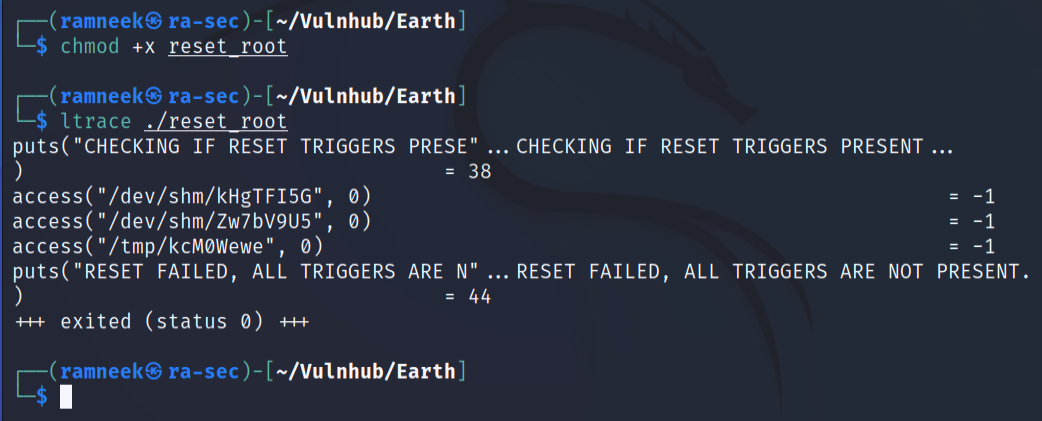 ┌──(ramneek㉿ra-sec)-[~/Vulnhub/Earth]
└─$ chmod +x reset_root
┌──(ramneek㉿ra-sec)-[~/Vulnhub/Earth]
└─$ ltrace ./reset_root
puts("CHECKING IF RESET TRIGGERS PRESE"...CHECKING IF RESET TRIGGERS PRESENT...
) = 38
access("/dev/shm/kHgTFI5G", 0) = -1
access("/dev/shm/Zw7bV9U5", 0) = -1
access("/tmp/kcM0Wewe", 0) = -1
puts("RESET FAILED, ALL TRIGGERS ARE N"...RESET FAILED, ALL TRIGGERS ARE NOT PRESENT.
) = 44
+++ exited (status 0) +++
┌──(ramneek㉿ra-sec)-[~/Vulnhub/Earth]
└─$